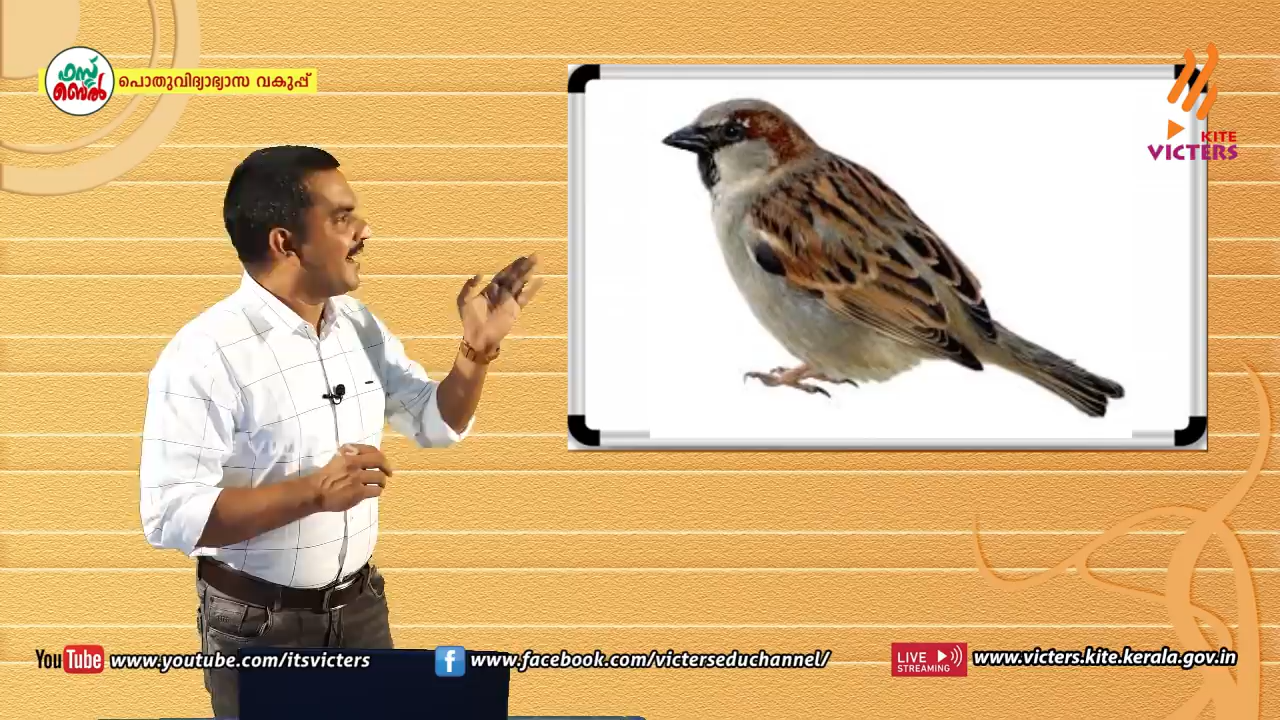 ഫസ്റ്റ്
ബെൽ
പൊതുവിദ്യാഭ്യാസ വകുപ്പ്
KITE
VICTERS
YouTube www.youtube.com/itsvicters
f www.facebook.com/victerseduchannel/
LIVE
STREAMING
www.victers.kite.kerala.gov.in